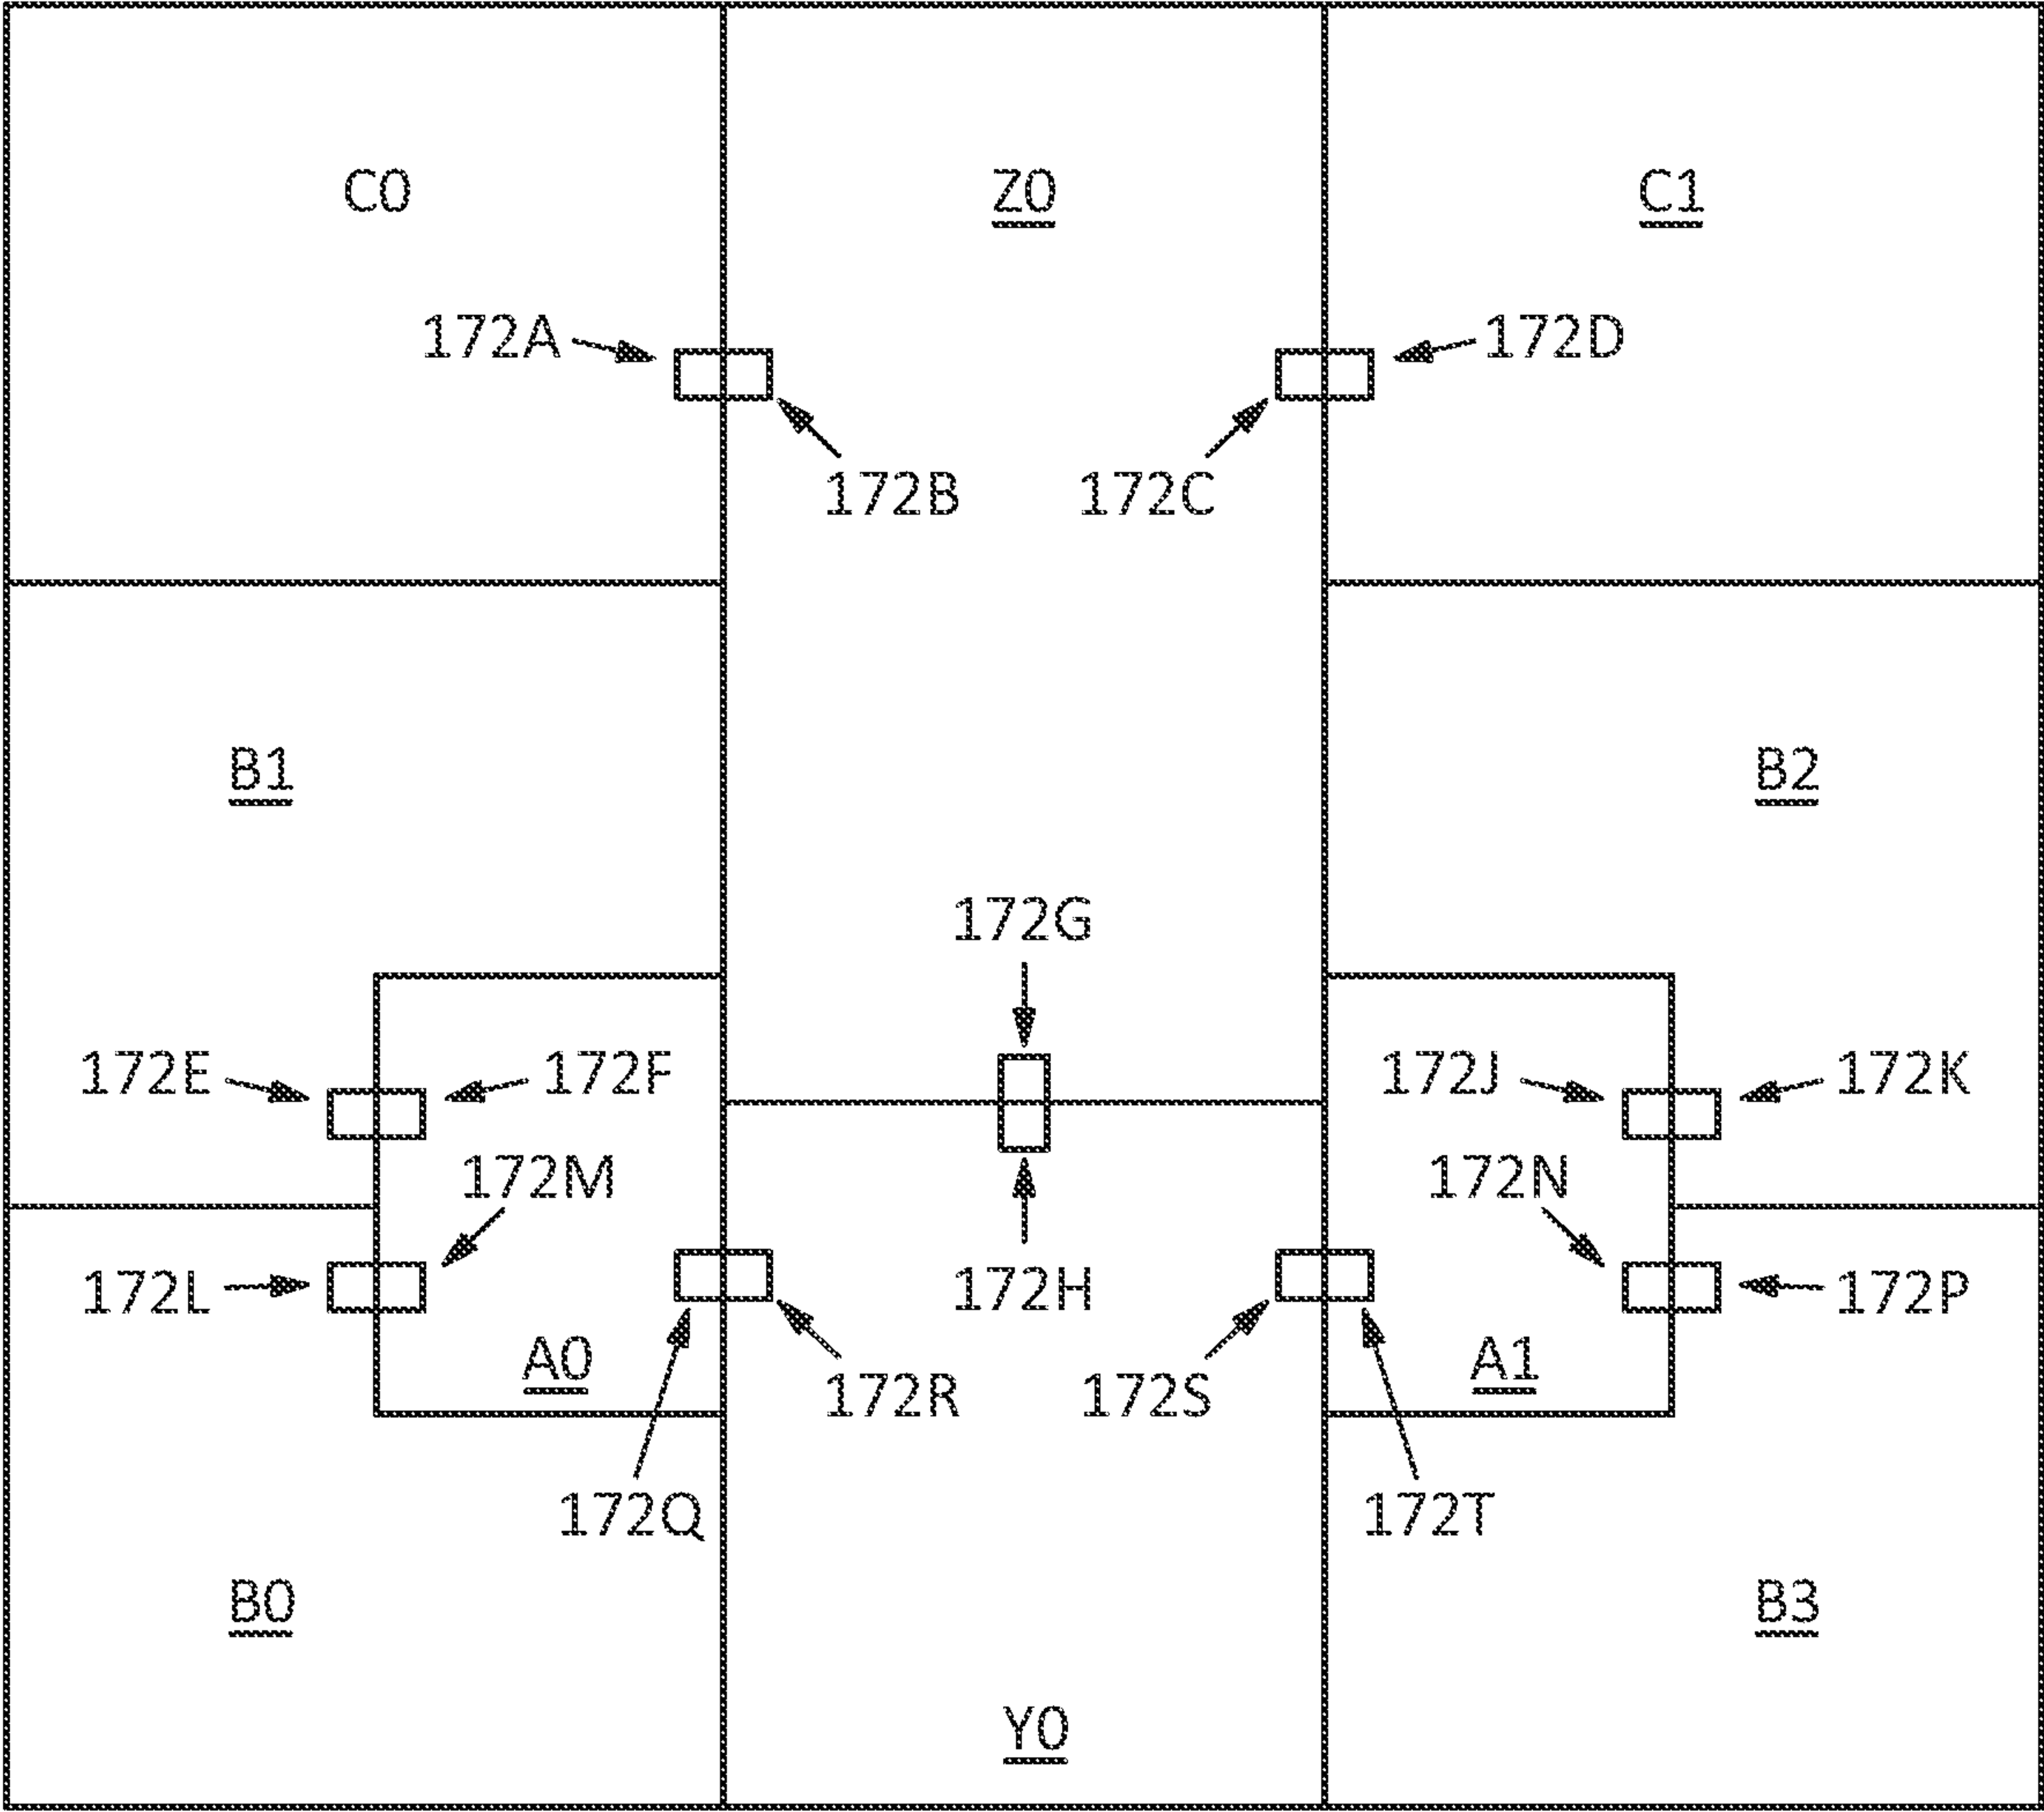 C0 Z0 C1
172A 172D
172B 172C
B1 B2
172G
172E 172F 172J 172K
172M 172N
172L 172H 172P
A0 A1
172R 172S
172Q 172T
B0 B3
Y0